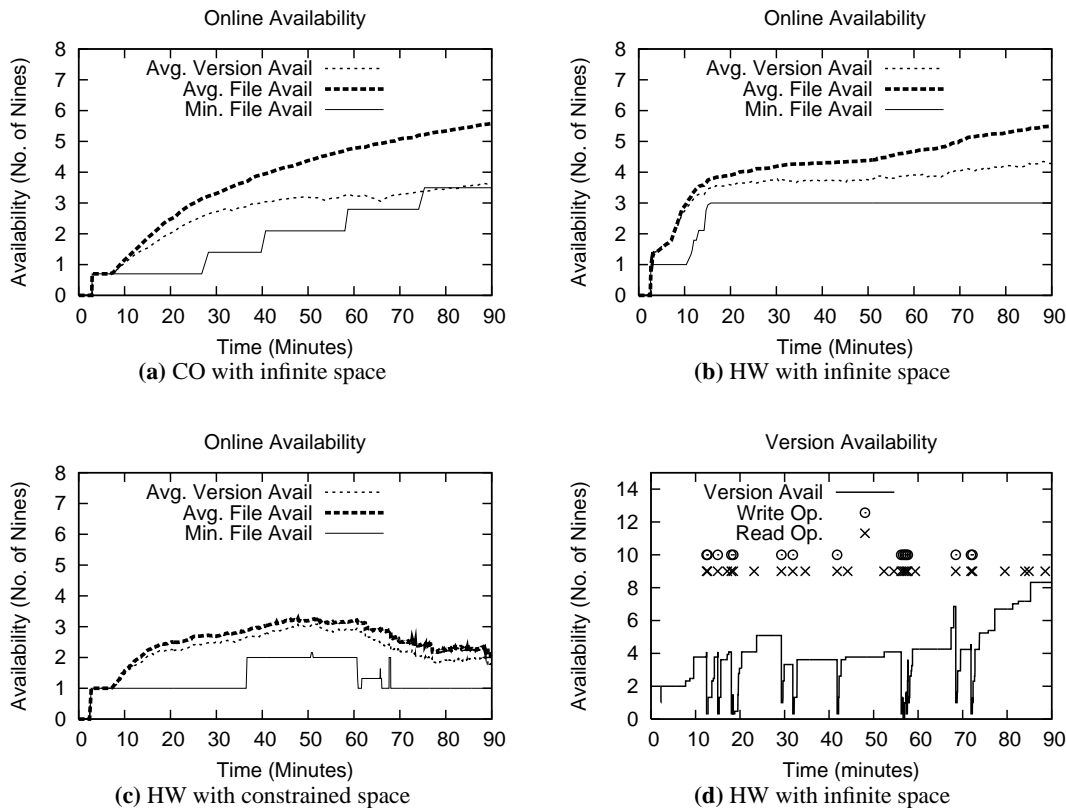 Online Availability
Availability (No. of Nines)
8
7
6
5
4
3
2
1
0
Avg. Version Avail
Avg. File Avail
Min. File Avail
0 10 20 30 40 50 60 70 80 90
Time (Minutes)
(a) CO with infinite space
Online Availability
Availability (No. of Nines)
8
7
6
5
4
3
2
1
0
Avg. Version Avail
Avg. File Avail
Min. File Avail
0 10 20 30 40 50 60 70 80 90
Time (Minutes)
(b) HW with infinite space
Online Availability
Availability (No. of Nines)
8
7
6
5
4
3
2
1
0
Avg. Version Avail
Avg. File Avail
Min. File Avail
0 10 20 30 40 50 60 70 80 90
Time (Minutes)
(c) HW with constrained space
Version Availability
Availability (No. of Nines)
14
12
10
8
6
4
2
0
Version Avail
Write Op.
Read Op.
0 10 20 30 40 50 60 70 80 90
Time (minutes)
(d) HW with infinite space